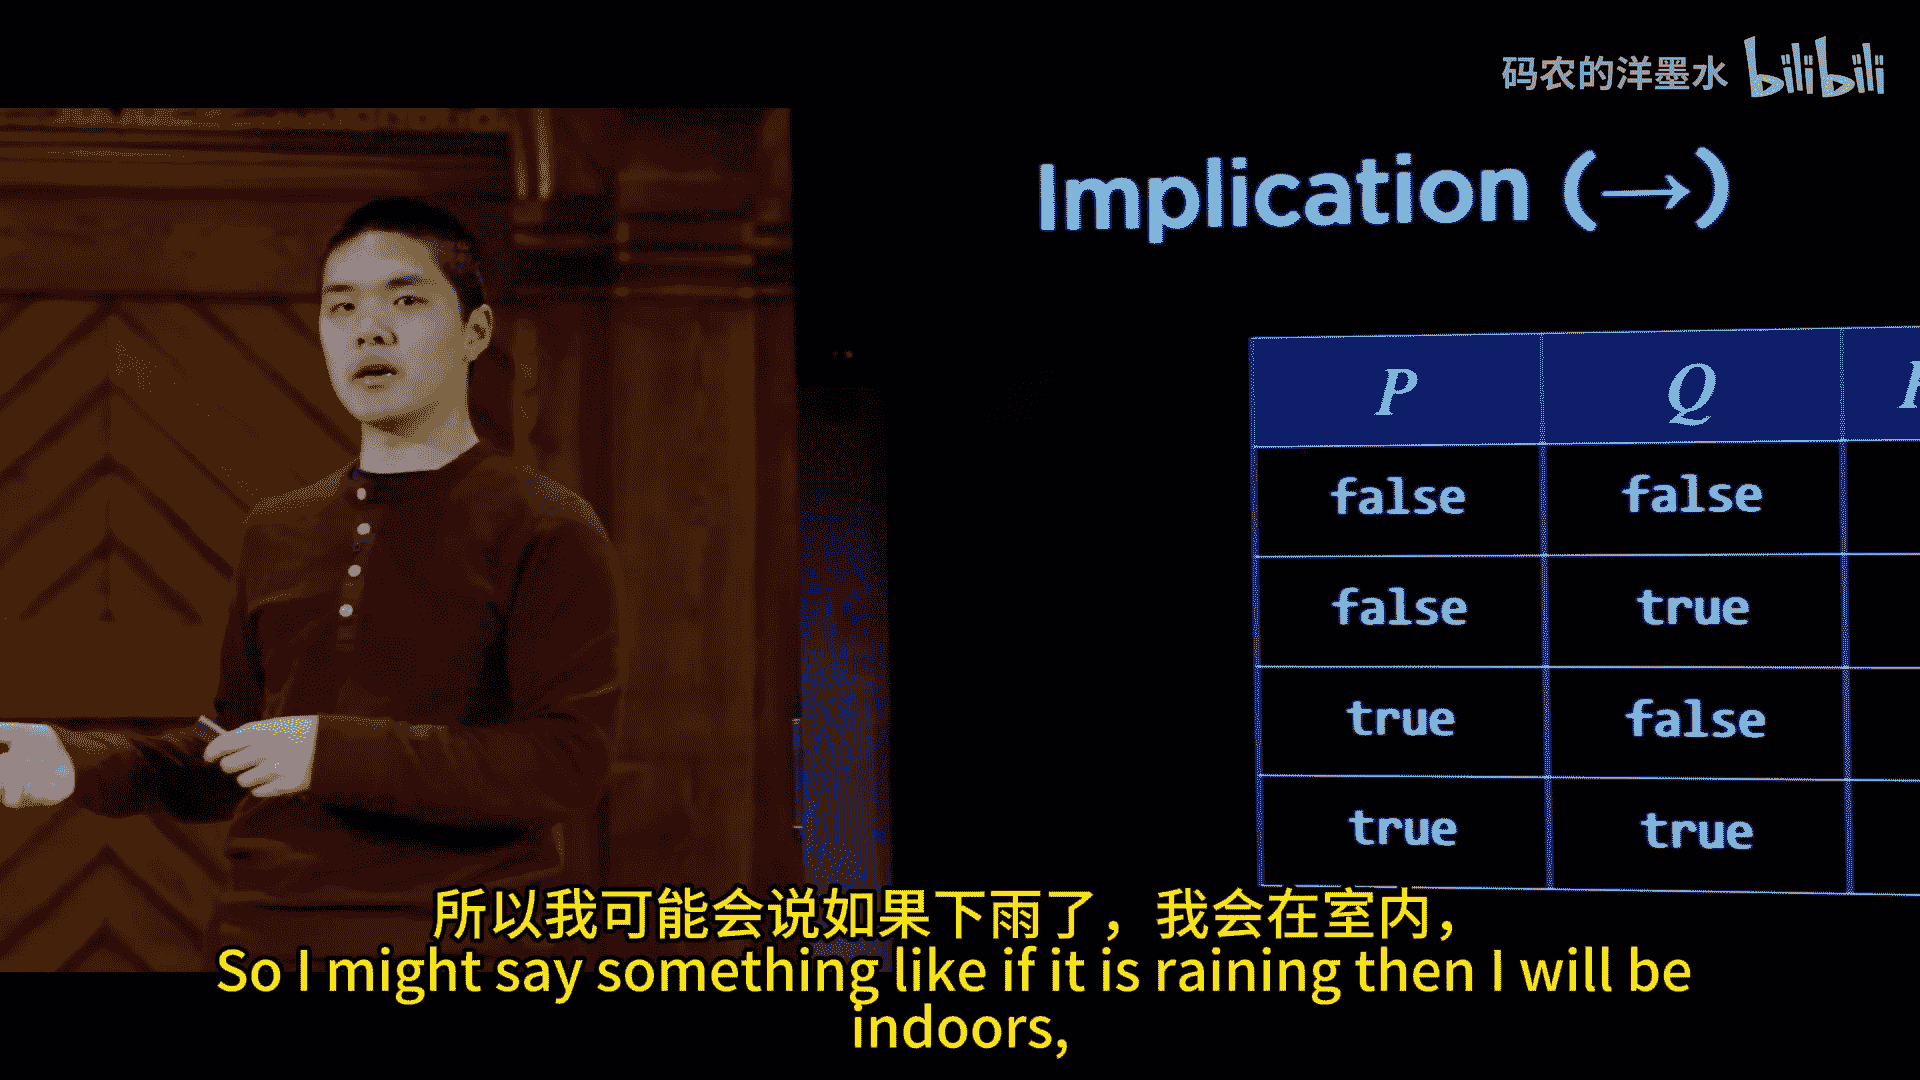 码农的洋墨水 bilibili
Implication (→)
P Q
false false
false true
true false
true true
所以我可能会说如果下雨了，我会在室内，
So I might say something like if it is raining then I will be
indoors,